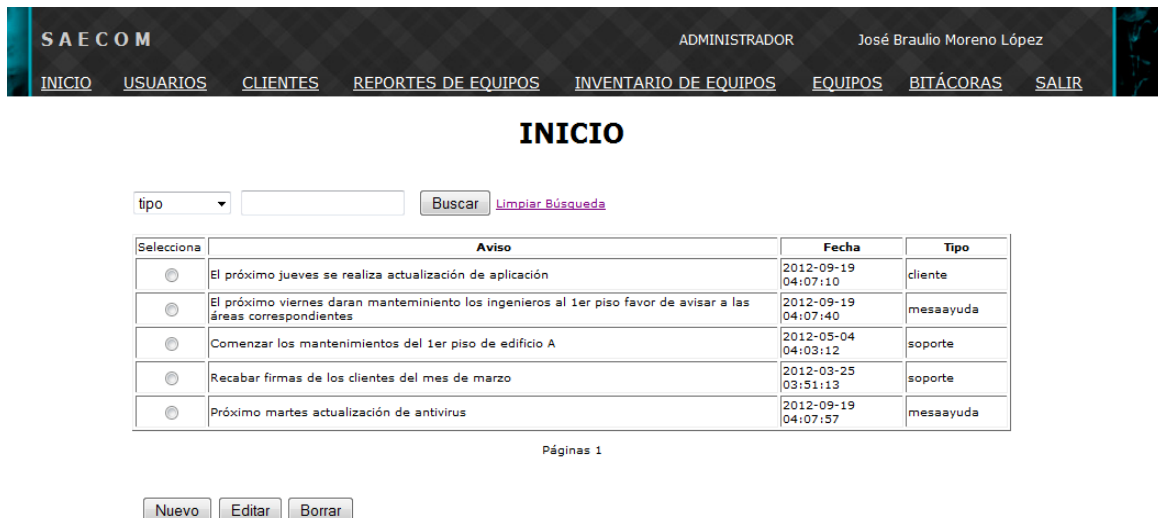 SAECOM ADMINISTRADOR José Braulio Moreno López
INICIO USUARIOS CLIENTES REPORTES DE EQUIPOS INVENTARIO DE EQUIPOS EQUIPOS BITÁCORAS SALIR
INICIO
tipo Buscar Limpiar Búsqueda
Selecciona Aviso Fecha Tipo
El próximo jueves se realiza actualización de aplicación 2012-09-19 04:07:10 cliente
El próximo viernes daran manteminiento los ingenieros al 1er piso favor de avisar a las áreas correspondientes 2012-09-19 04:07:40 mesaayuda
Comenzar los mantenimientos del 1er piso de edificio A 2012-05-04 04:03:12 soporte
Recabar firmas de los clientes del mes de marzo 2012-03-25 03:51:13 soporte
Próximo martes actualización de antivirus 2012-09-19 04:07:57 mesaayuda
Páginas 1
Nuevo Editar Borrar